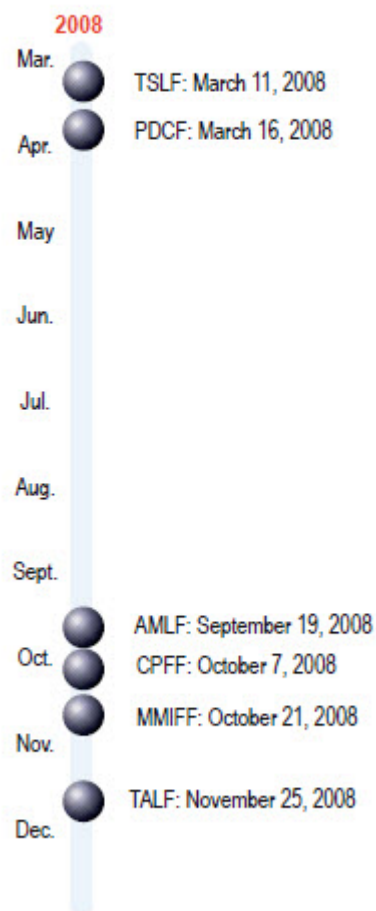 2008
Mar.
TSLF: March 11, 2008
PDCF: March 16, 2008
Apr.
May
Jun.
Jul.
Aug.
Sept.
AMLF: September 19, 2008
Oct.
CPFF: October 7, 2008
MMIFF: October 21, 2008
Nov.
TALF: November 25, 2008
Dec.